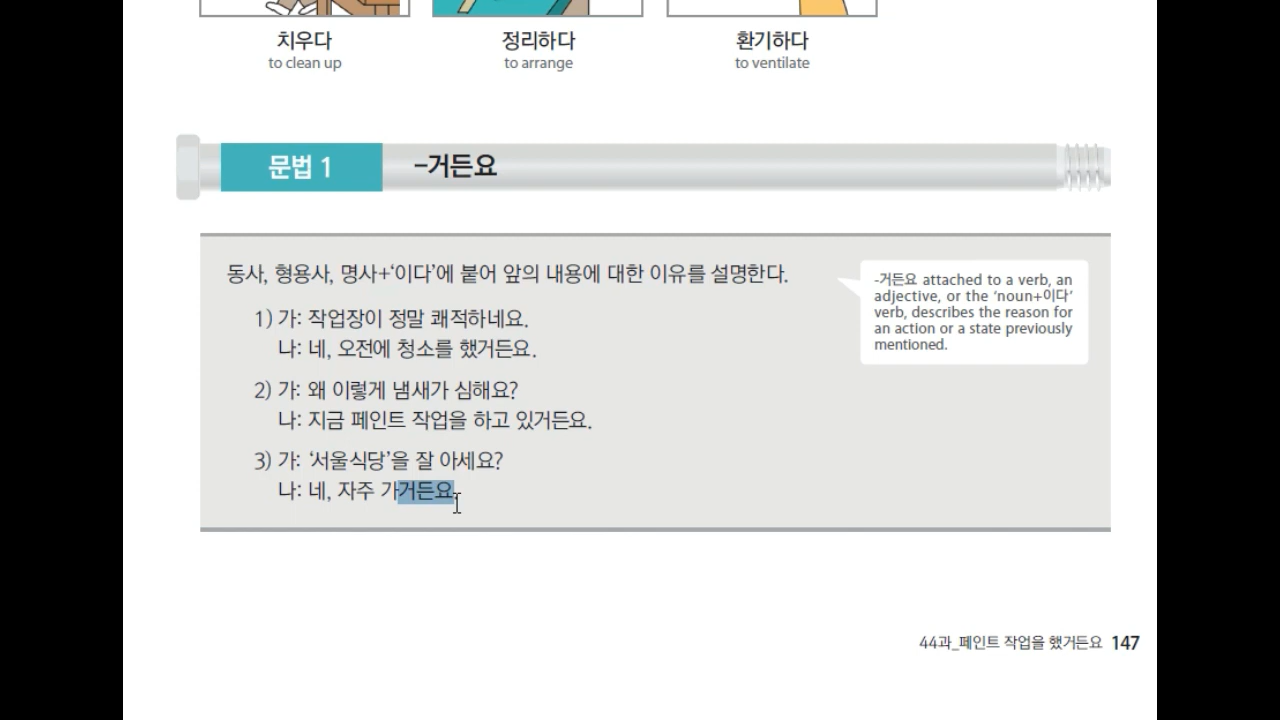 치우다
to clean up
정리하다
to arrange
환기하다
to ventilate
문법 1
-거든요
동사, 형용사, 명사+‘이다’에 붙어 앞의 내용에 대한 이유를 설명한다.
-거든요 attached to a verb, an
adjective, or the ‘noun+이다’
verb, describes the reason for
an action or a state previously
mentioned.
1) 가: 작업장이 정말 쾌적하네요.
나: 네, 오전에 청소를 했거든요.
2) 가: 왜 이렇게 냄새가 심해요?
나: 지금 페인트 작업을 하고 있거든요.
3) 가: ‘서울식당’을 잘 아세요?
나: 네, 자주 가거든요.
44과_페인트 작업을 했거든요 147